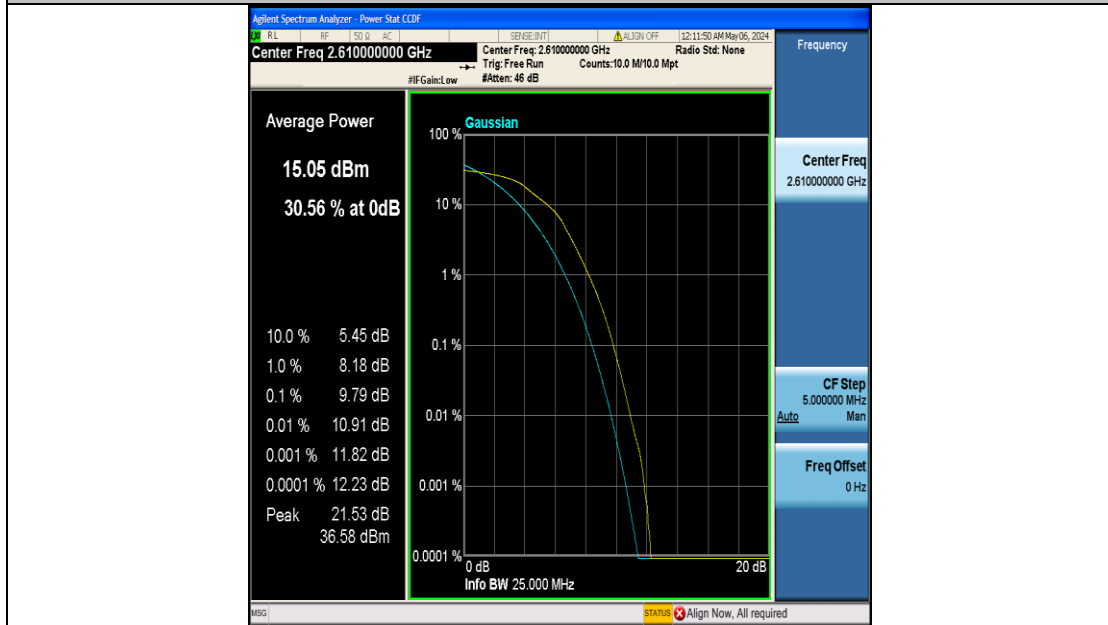 Agilent Spectrum Analyzer - Power Stat CCDF
RL RF 50 Ω AC SENSE:INT ALIGN OFF 12:11:50 AM May 06, 2024
Center Freq 2.610000000 GHz
Center Freq: 2.610000000 GHz Radio Std: None
Trig: Free Run Counts:10.0 M/10.0 Mpt
#IFGain:Low #Atten: 46 dB
Average Power
15.05 dBm
30.56 % at 0dB
10.0 % 5.45 dB
1.0 % 8.18 dB
0.1 % 9.79 dB
0.01 % 10.91 dB
0.001 % 11.82 dB
0.0001 % 12.23 dB
Peak 21.53 dB
36.58 dBm
Gaussian
100 %
10 %
1 %
0.1 %
0.01 %
0.001 %
0.0001 %
0 dB 20 dB
Info BW 25.000 MHz
Frequency
Center Freq
2.610000000 GHz
CF Step
5.000000 MHz
Auto Man
Freq Offset
0 Hz
MSG STATUS Align Now, All required